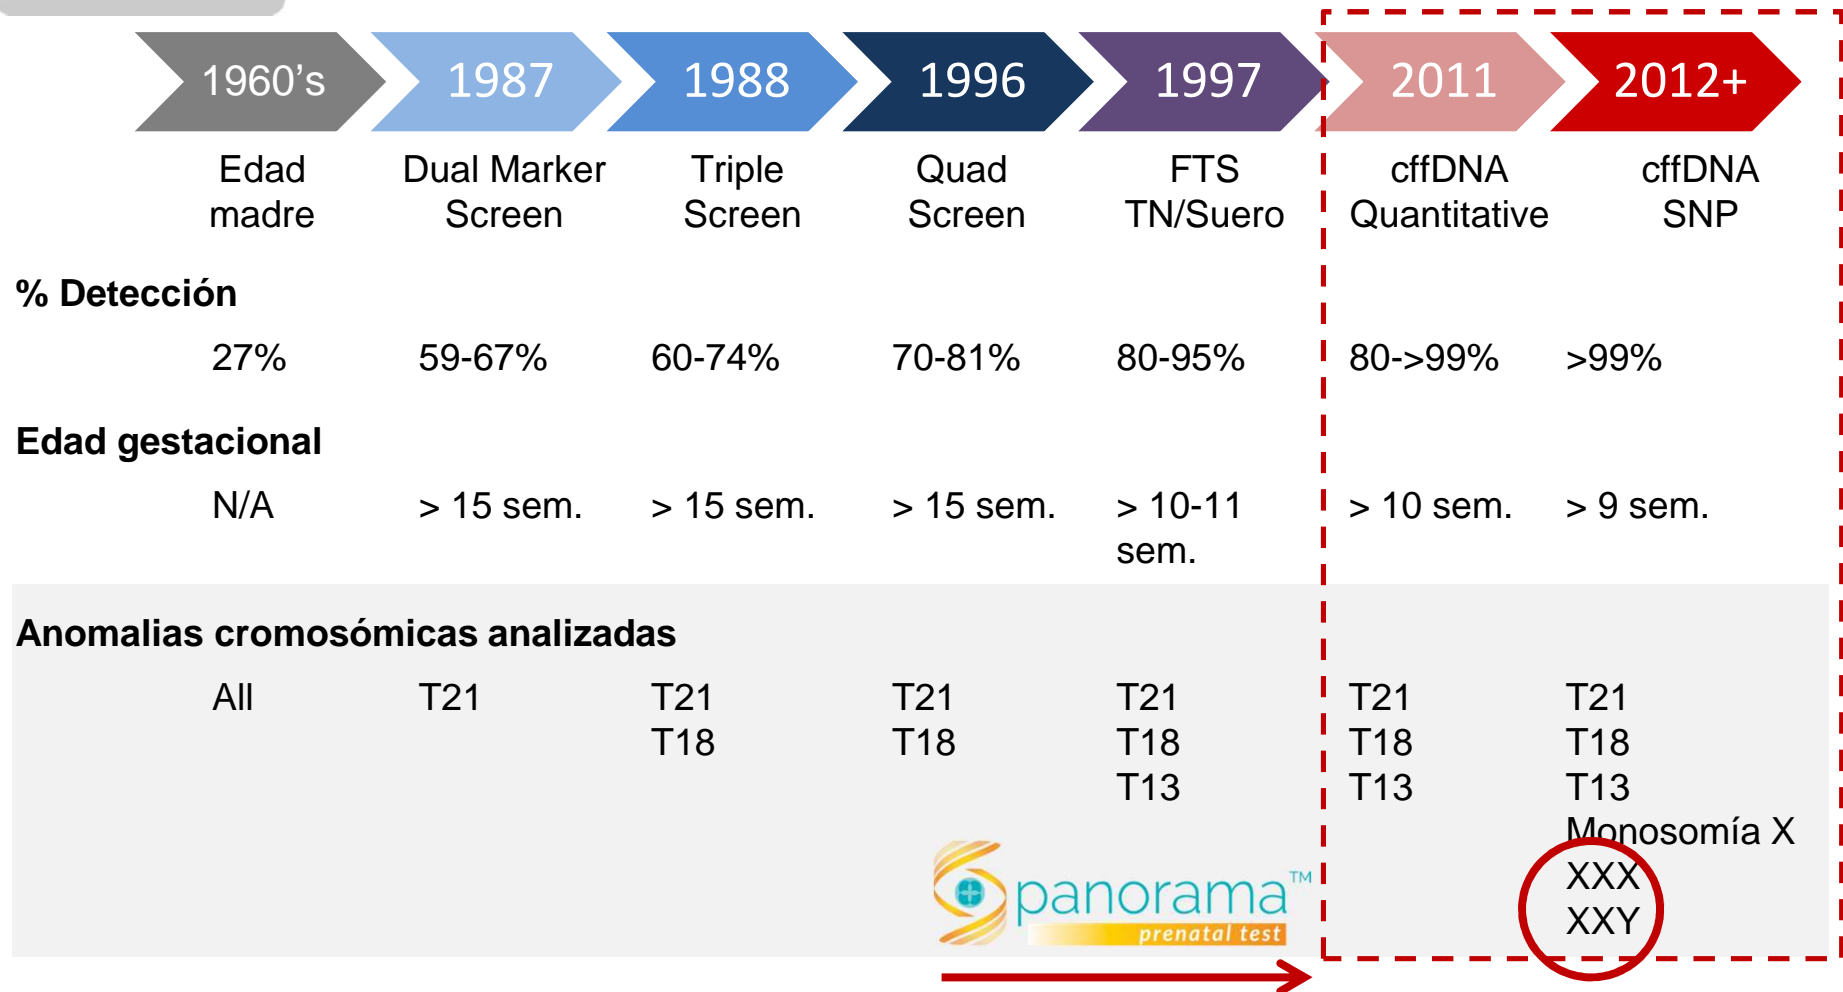 1960's 1987 1988 1996 1997 2011 2012+
Edad Dual Marker Triple Quad FTS cffDNA cffDNA
madre Screen Screen Screen TN/Suero Quantitative SNP
% Detección
27% 59-67% 60-74% 70-81% 80-95% 80->99% >99%
Edad gestacional
N/A > 15 sem. > 15 sem. > 15 sem. > 10-11 > 10 sem. > 9 sem.
sem.
Anomalias cromosómicas analizadas
All T21 T21 T21 T21 T21 T21
T18 T18 T18 T18 T18
T13 T13 T13
Monosomía X
XXX
XXY
panorama™
prenatal test